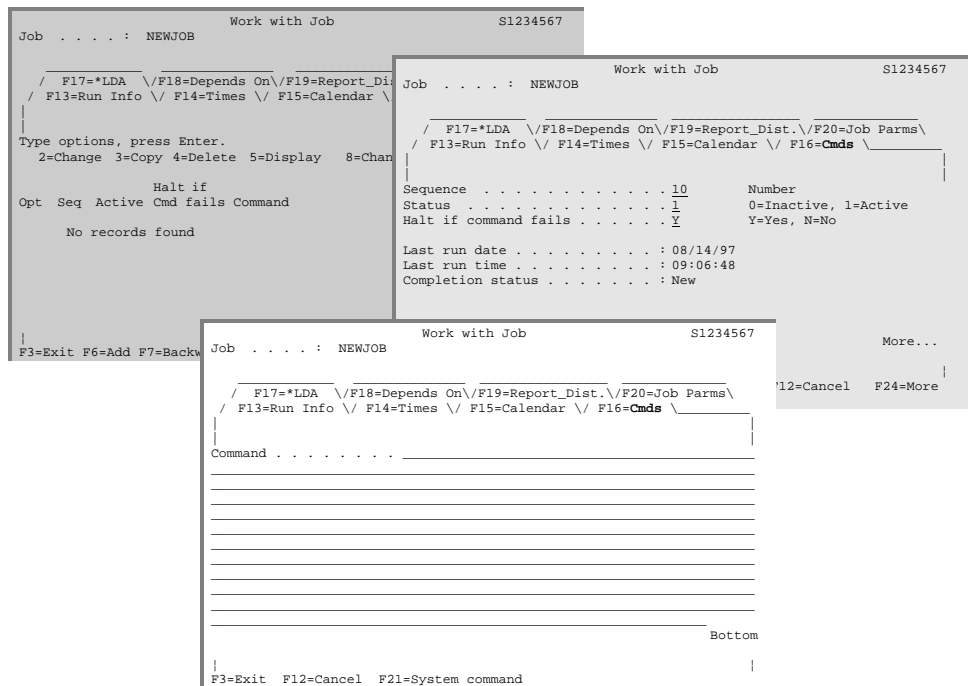 Work with Job S1234567
Job . . . . : NEWJOB
/ F17=*LDA \/F18=Depends On\/F19=Report_Di
/ F13=Run Info \/ F14=Times \/ F15=Calendar \
Type options, press Enter.
2=Change 3=Copy 4=Delete 5=Display 8=Chan
Halt if
Opt Seq Active Cmd fails Command
No records found
F3=Exit F6=Add F7=Backw
Work with Job S1234567
Job . . . . : NEWJOB
/ F17=*LDA \/F18=Depends On\/F19=Report_Dist.\/F20=Job Parms\
/ F13=Run Info \/ F14=Times \/ F15=Calendar \/ F16=Cmds \__________
Sequence . . . . . . . . . . . . 10 Number
Status . . . . . . . . . . . . . 1 0=Inactive, 1=Active
Halt if command fails . . . . . . Y Y=Yes, N=No
Last run date . . . . . . . . . : 08/14/97
Last run time . . . . . . . . . : 09:06:48
Completion status . . . . . . . : New
More...
F12=Cancel F24=More
Work with Job S1234567
Job . . . . : NEWJOB
/ F17=*LDA \/F18=Depends On\/F19=Report_Dist.\/F20=Job Parms\
/ F13=Run Info \/ F14=Times \/ F15=Calendar \/ F16=Cmds \__________
Command . . . . . . . .
Bottom
F3=Exit F12=Cancel F21=System command